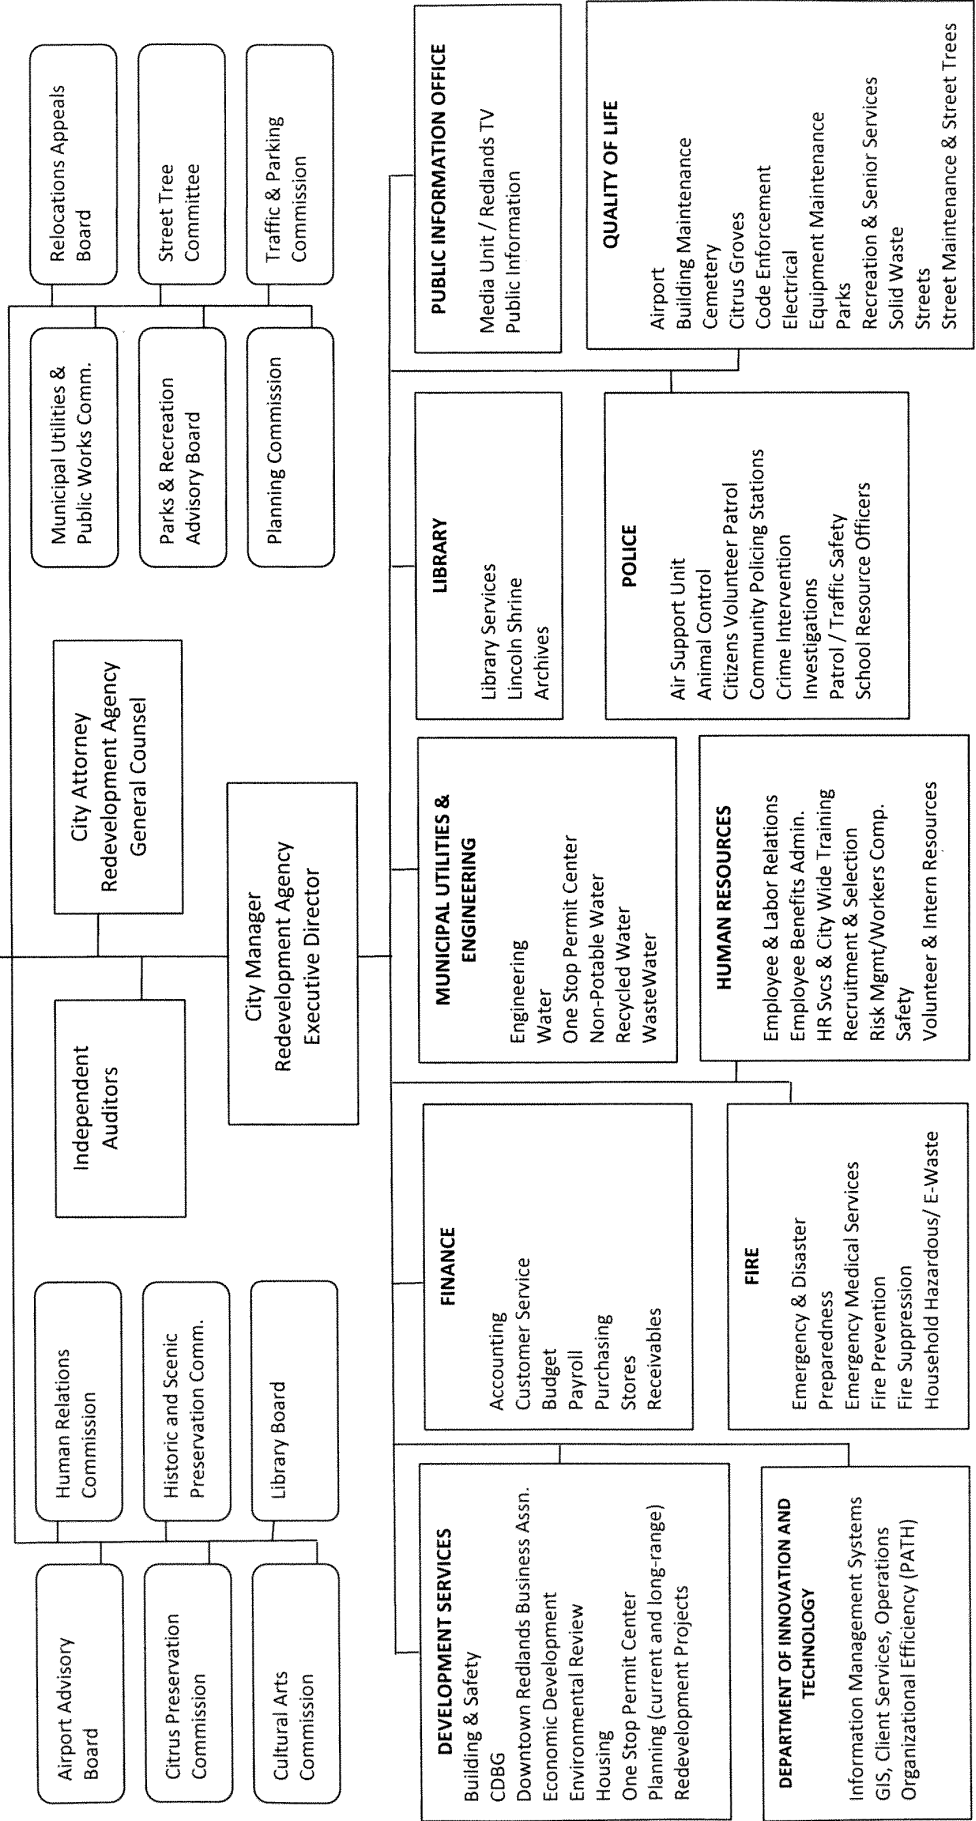 Airport Advisory
Board
Human Relations
Commission
Citrus Preservation
Commission
Historic and Scenic
Preservation Comm.
Cultural Arts
Commission
Library Board
Independent
Auditors
City Attorney
Redevelopment Agency
General Counsel
City Manager
Redevelopment Agency
Executive Director
Municipal Utilities &
Public Works Comm.
Relocations Appeals
Board
Parks & Recreation
Advisory Board
Street Tree
Committee
Planning Commission
Traffic & Parking
Commission
DEVELOPMENT SERVICES
Building & Safety
CDBG
Downtown Redlands Business Assn.
Economic Development
Environmental Review
Housing
One Stop Permit Center
Planning (current and long-range)
Redevelopment Projects
FINANCE
Accounting
Customer Service
Budget
Payroll
Purchasing
Stores
Receivables
MUNICIPAL UTILITIES &
ENGINEERING
Engineering
Water
One Stop Permit Center
Non-Potable Water
Recycled Water
WasteWater
LIBRARY
Library Services
Lincoln Shrine
Archives
PUBLIC INFORMATION OFFICE
Media Unit / Redlands TV
Public Information
DEPARTMENT OF INNOVATION AND
TECHNOLOGY
Information Management Systems
GIS, Client Services, Operations
Organizational Efficiency (PATH)
FIRE
Emergency & Disaster
Preparedness
Emergency Medical Services
Fire Prevention
Fire Suppression
Household Hazardous/ E-Waste
HUMAN RESOURCES
Employee & Labor Relations
Employee Benefits Admin.
HR Svcs & City Wide Training
Recruitment & Selection
Risk Mgmt/Workers Comp.
Safety
Volunteer & Intern Resources
POLICE
Air Support Unit
Animal Control
Citizens Volunteer Patrol
Community Policing Stations
Crime Intervention
Investigations
Patrol / Traffic Safety
School Resource Officers
QUALITY OF LIFE
Airport
Building Maintenance
Cemetery
Citrus Groves
Code Enforcement
Electrical
Equipment Maintenance
Parks
Recreation & Senior Services
Solid Waste
Streets
Street Maintenance & Street Trees